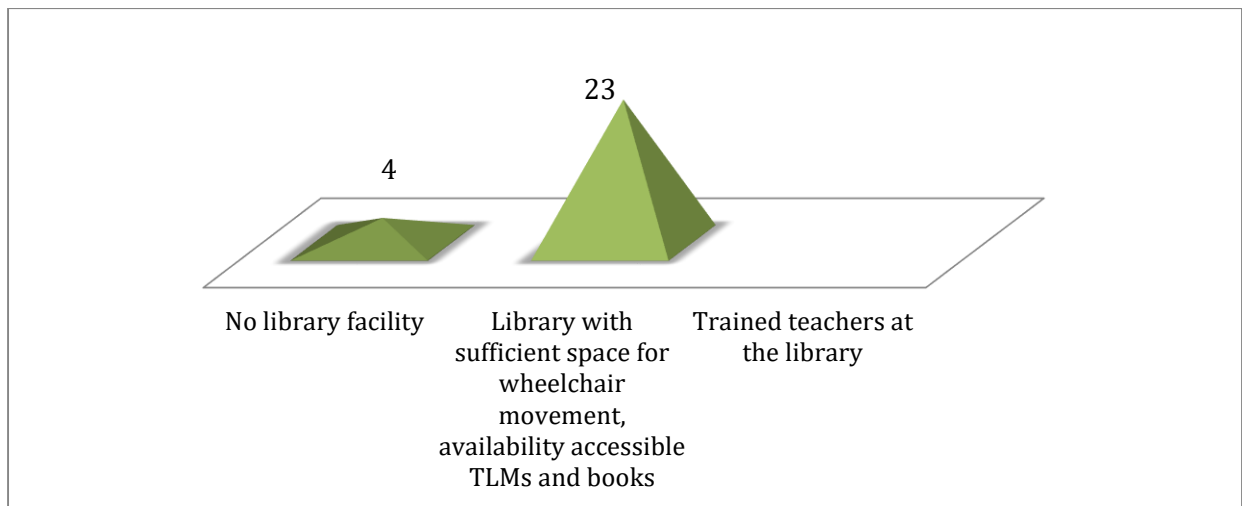 23
4
No library facility
Library with
sufficient space for
wheelchair
movement,
availability accessible
TLMs and books
Trained teachers at
the library